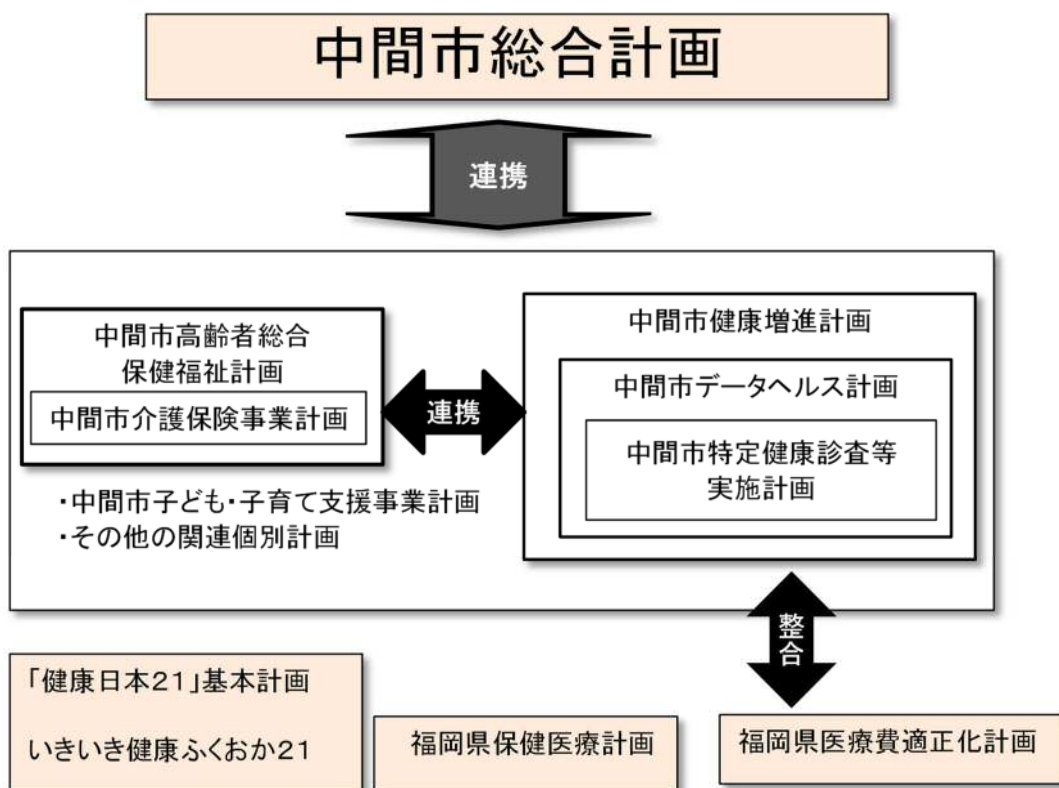 中間市総合計画
連携
中間市高齢者総合
保健福祉計画
中間市介護保険事業計画
連携
中間市健康増進計画
中間市データヘルス計画
中間市特定健康診査等
実施計画
・中間市子ども・子育て支援事業計画
・その他の関連個別計画
整合
「健康日本21」基本計画
いきいき健康ふくおか21
福岡県保健医療計画
福岡県医療費適正化計画